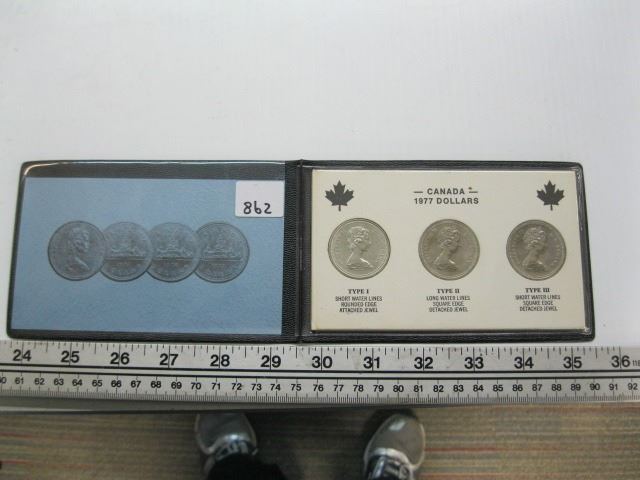 862
CANADA
1977 DOLLARS
TYPE I
SHORT WATER LINES
ROUNDED EDGE
ATTACHED JEWEL
TYPE II
LONG WATER LINES
SQUARE EDGE
DETACHED JEWEL
TYPE III
SHORT WATER LINES
SQUARE EDGE
DETACHED JEWEL
24 25 26 27 28 29 30 31 32 33 34 35 36
61 62 63 64 65 66 67 68 69 70 71 72 73 74 75 76 77 78 79 80 81 82 83 84 85 86 87 88 89 90 91 92